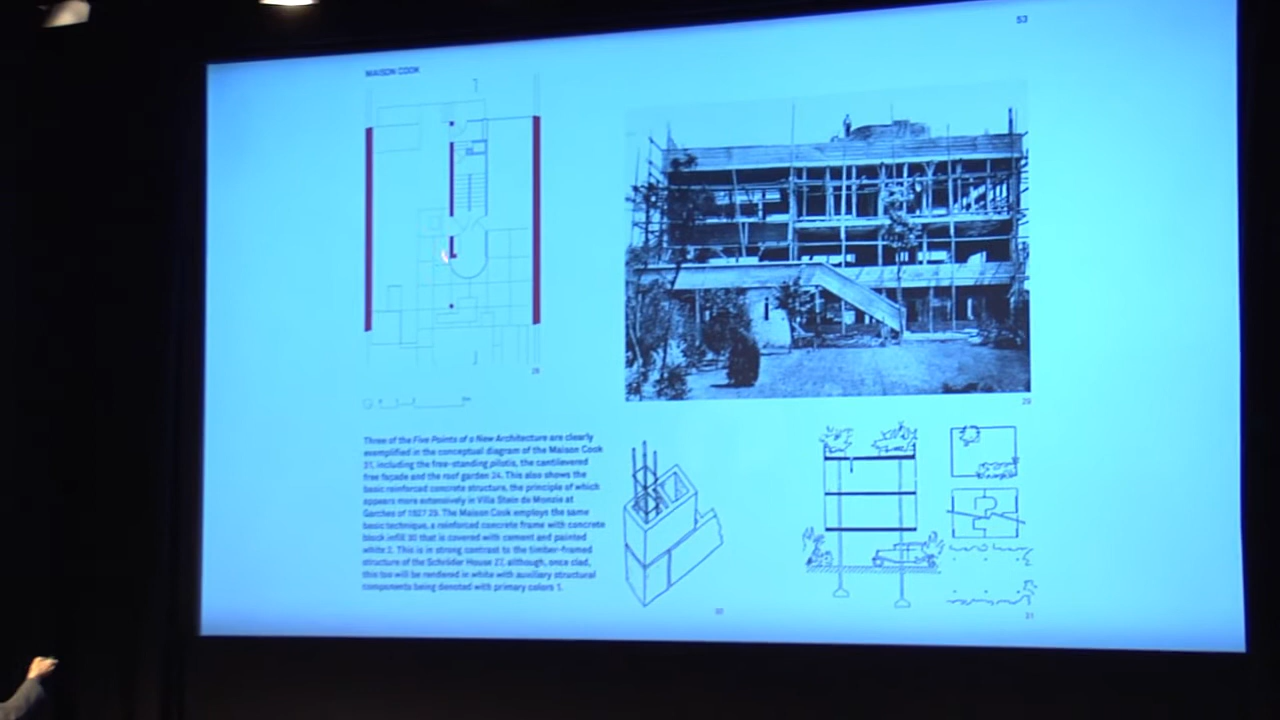 53
MAISON COOK
28
29
Three of the Five Points of a New Architecture are clearly
exemplified in the conceptual diagram of the Maison Cook
31, including the free-standing pilotis, the cantilevered
free façade and the roof garden 24. This also shows the
basic reinforced concrete structure, the principle of which
appears more extensively in Villa Stein de Monzie at
Garches of 1927 29. The Maison Cook employs the same
basic technique, a reinforced concrete frame with concrete
block infill 30 that is covered with cement and painted
white 2. This is in strong contrast to the timber-framed
structure of the Schröder House 27, although, once clad,
this too will be rendered in white with auxiliary structural
components being denoted with primary colors 1.
30
31